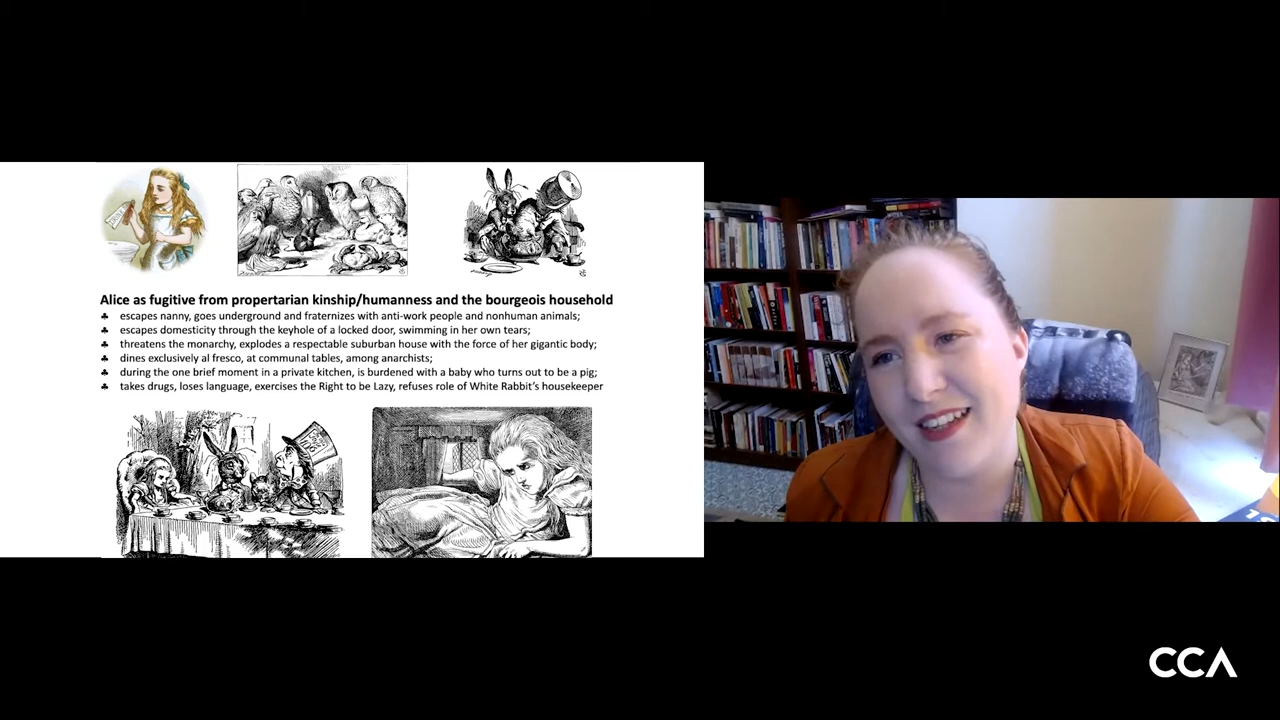 Alice as fugitive from propertarian kinship/humanness and the bourgeois household
♣ escapes nanny, goes underground and fraternizes with anti-work people and nonhuman animals;
♣ escapes domesticity through the keyhole of a locked door, swimming in her own tears;
♣ threatens the monarchy, explodes a respectable suburban house with the force of her gigantic body;
♣ dines exclusively al fresco, at communal tables, among anarchists;
♣ during the one brief moment in a private kitchen, is burdened with a baby who turns out to be a pig;
♣ takes drugs, loses language, exercises the Right to be Lazy, refuses role of White Rabbit's housekeeper
CCA